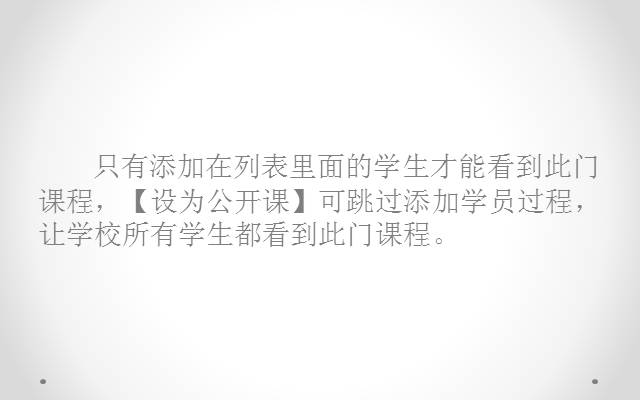 只有添加在列表里面的学生才能看到此门
课程，【设为公开课】可跳过添加学员过程，
让学校所有学生都看到此门课程。